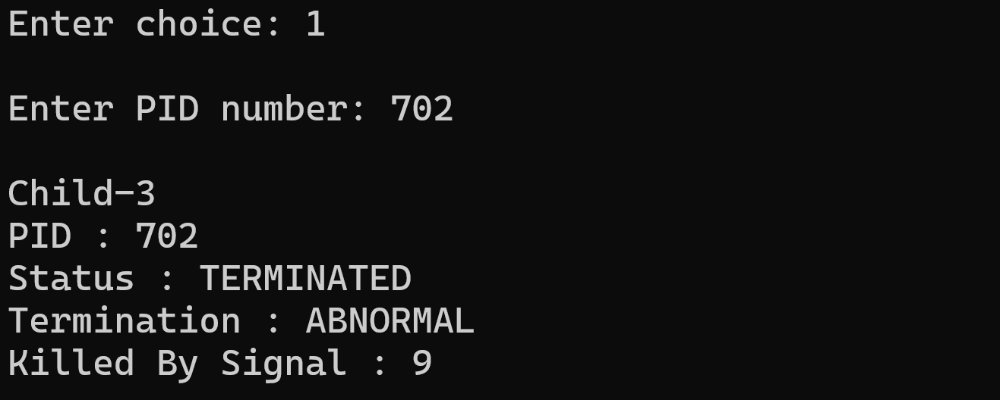 Enter choice: 1
Enter PID number: 702
Child-3
PID : 702
Status : TERMINATED
Termination : ABNORMAL
Killed By Signal : 9